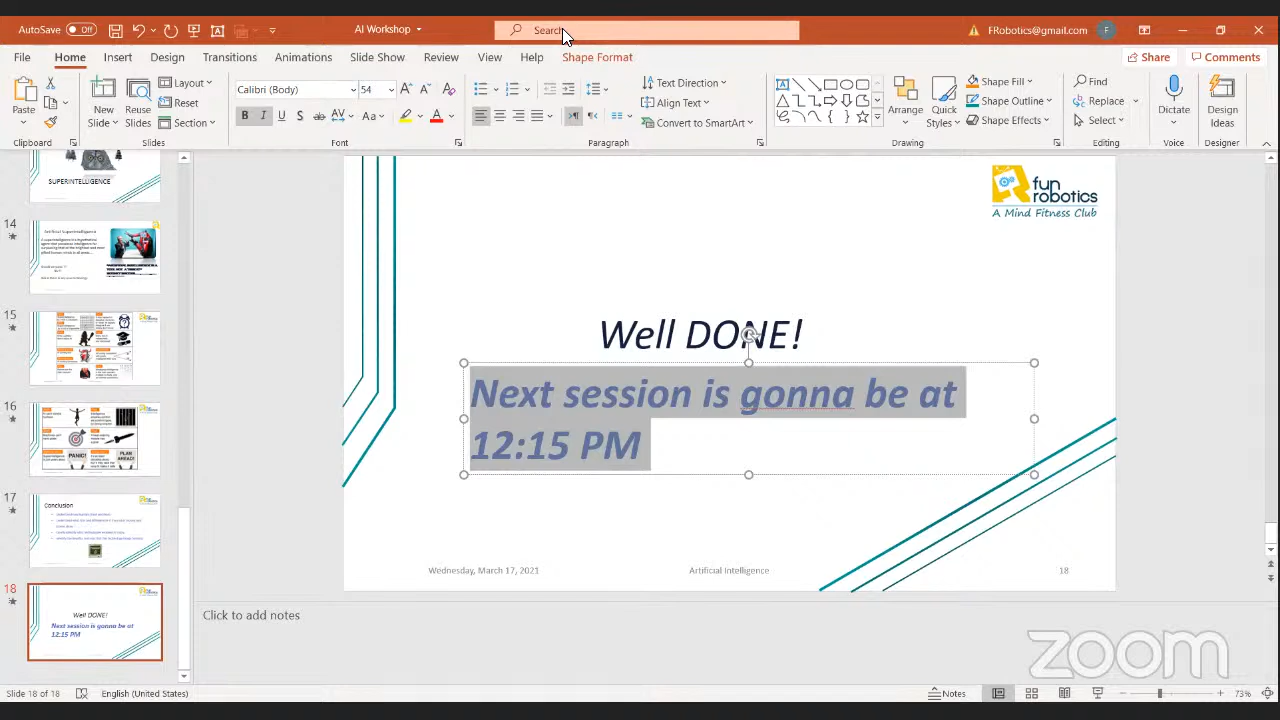 AutoSave Off AI Workshop Search FRobotics@gmail.com F
File Home Insert Design Transitions Animations Slide Show Review View Help Shape Format Share Comments
Paste New Slide Reuse Slides Layout Reset Section Calibri (Body) 54 Text Direction Align Text Convert to SmartArt Arrange Quick Styles Shape Fill Shape Outline Shape Effects Find Replace Select Dictate Design Ideas
Clipboard Slides Font Paragraph Drawing Editing Voice Designer
SUPERINTELLIGENCE
14
Artificial Superintelligence
15
16
PANIC!
PLAN AHEAD!
17
Conclusion
18
Well DONE!
Next session is gonna be at
12:15 PM
fun
robotics
A Mind Fitness Club
Well DONE!
Next session is gonna be at
12:15 PM
Wednesday, March 17, 2021 Artificial Intelligence 18
Click to add notes
zoom
Slide 18 of 18 English (United States) Notes 73%